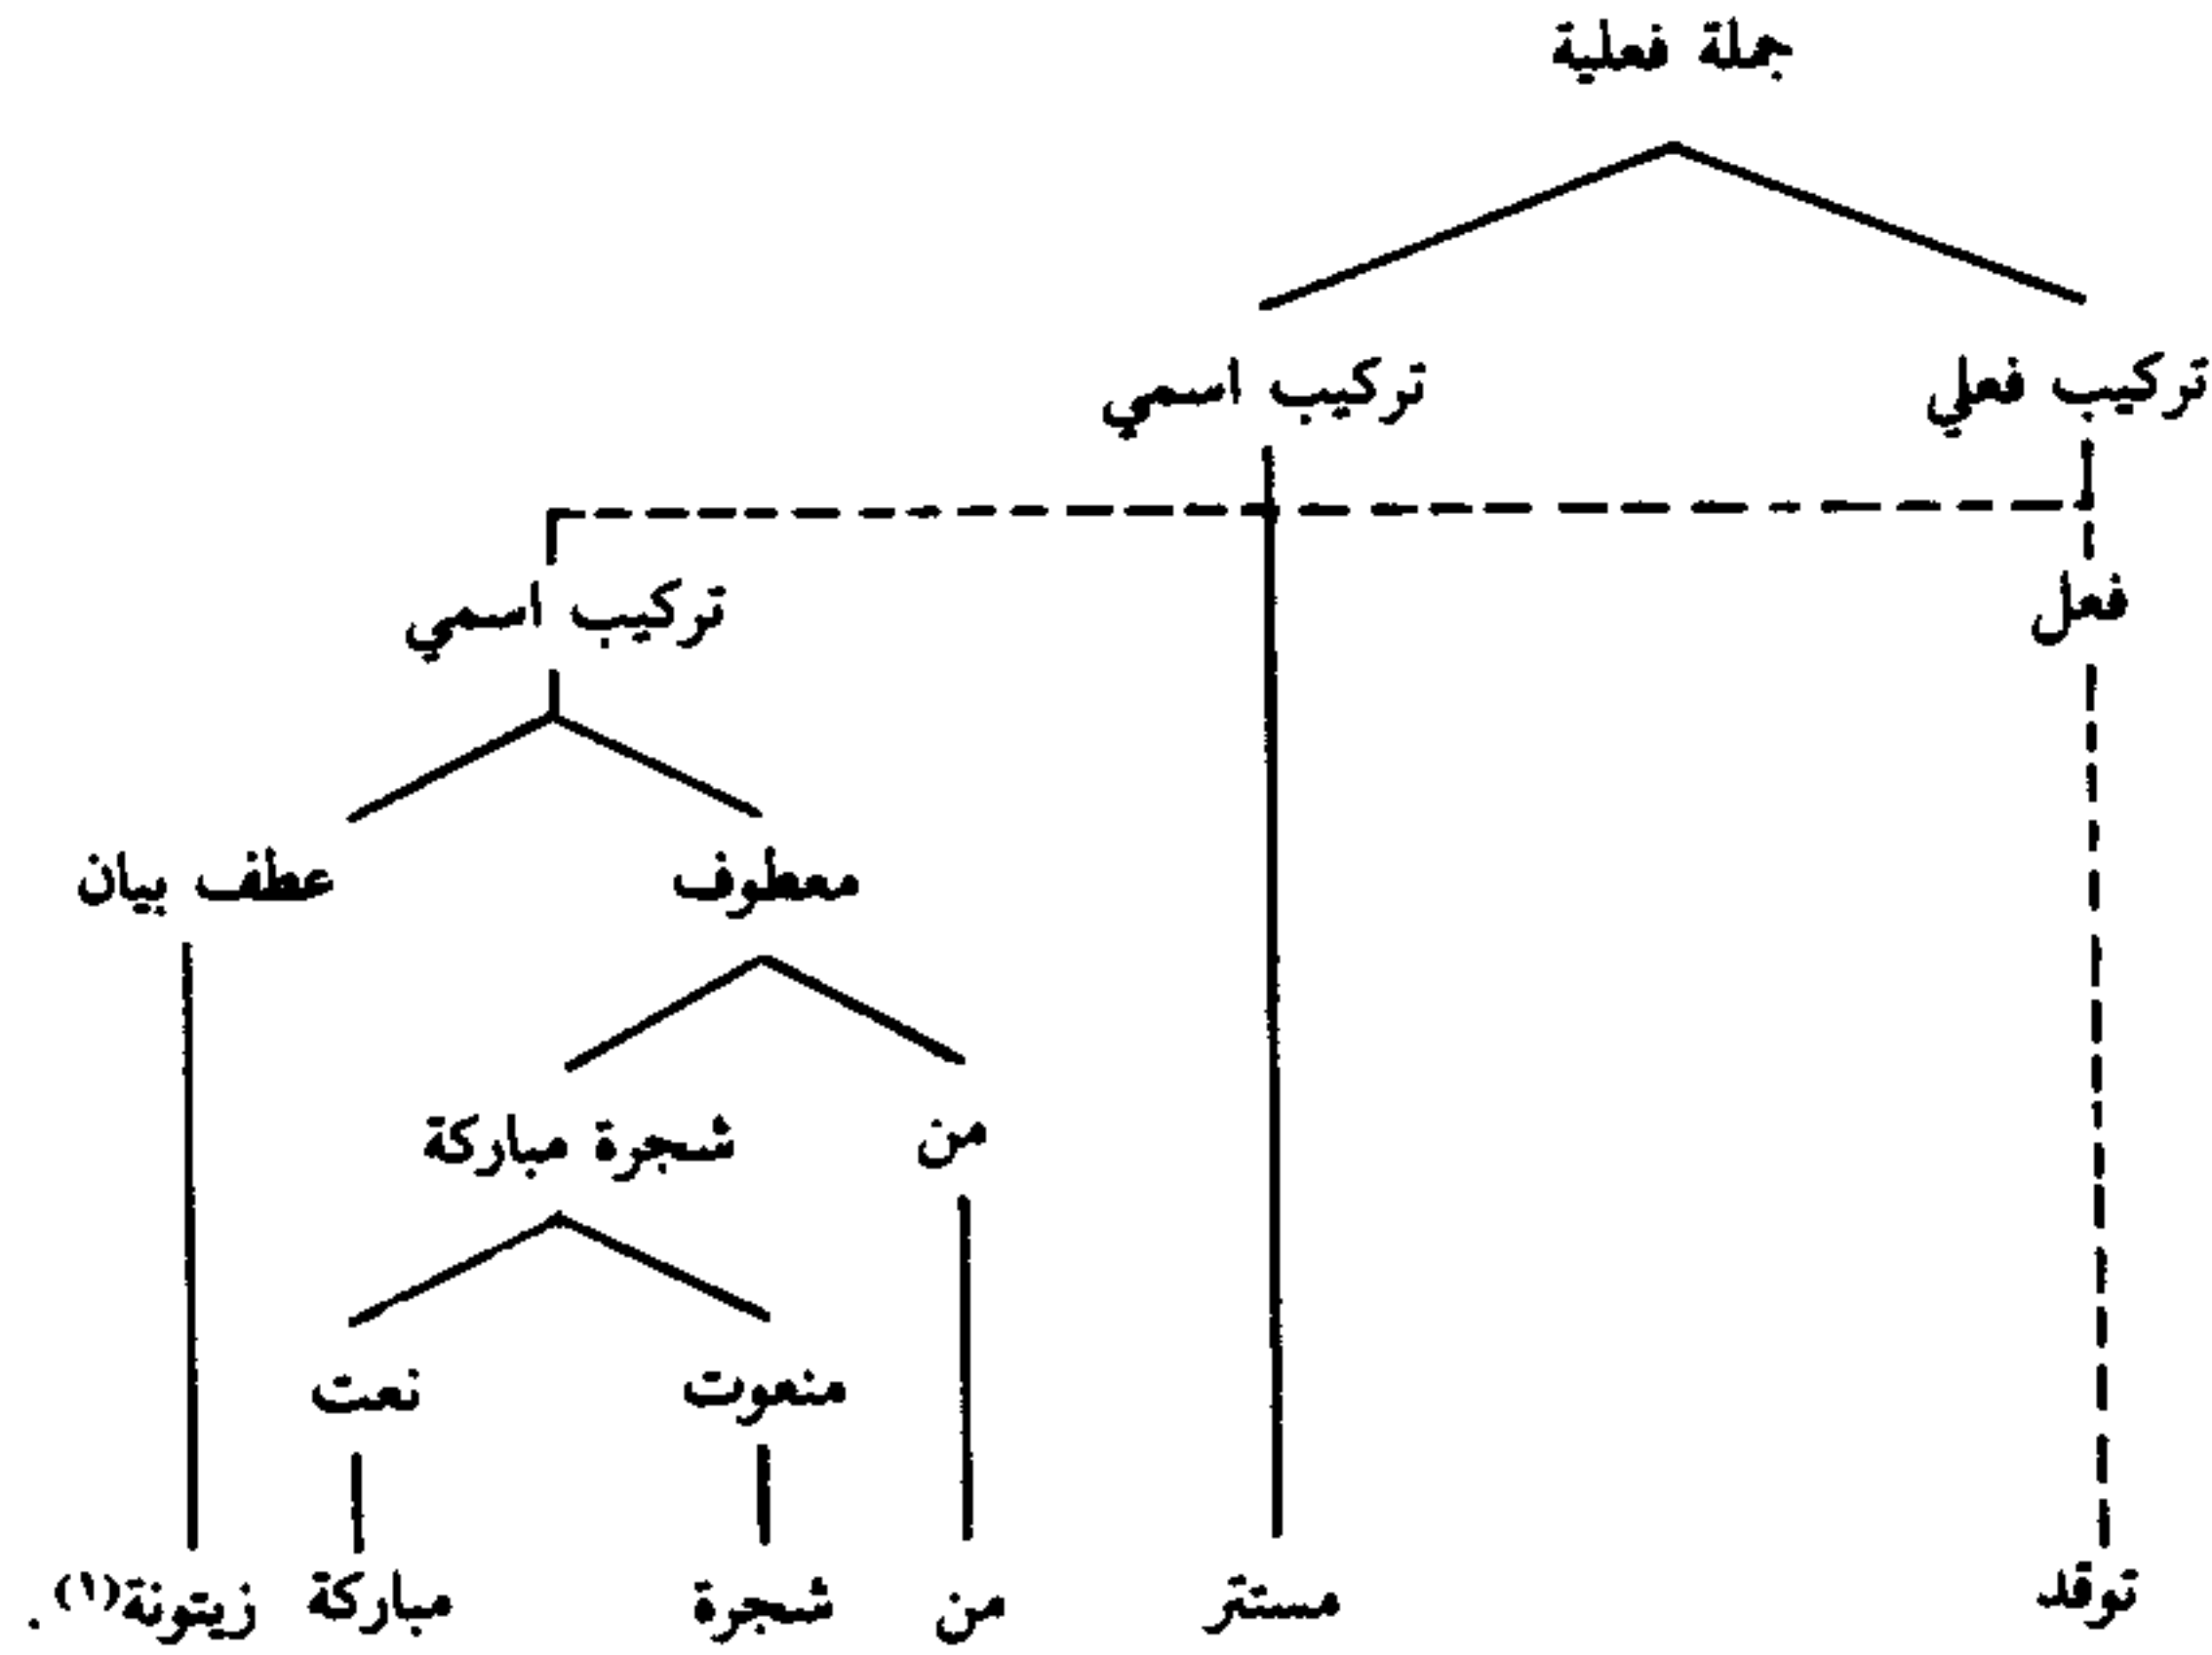 جملة فعلية
تركيب فعلي تركيب اسمي
فعل تركيب اسمي
معطوف عطف بيان
من شجرة مباركة
منعوت نعت
توقد مستتر من شجرة مباركة زيتونة(١).